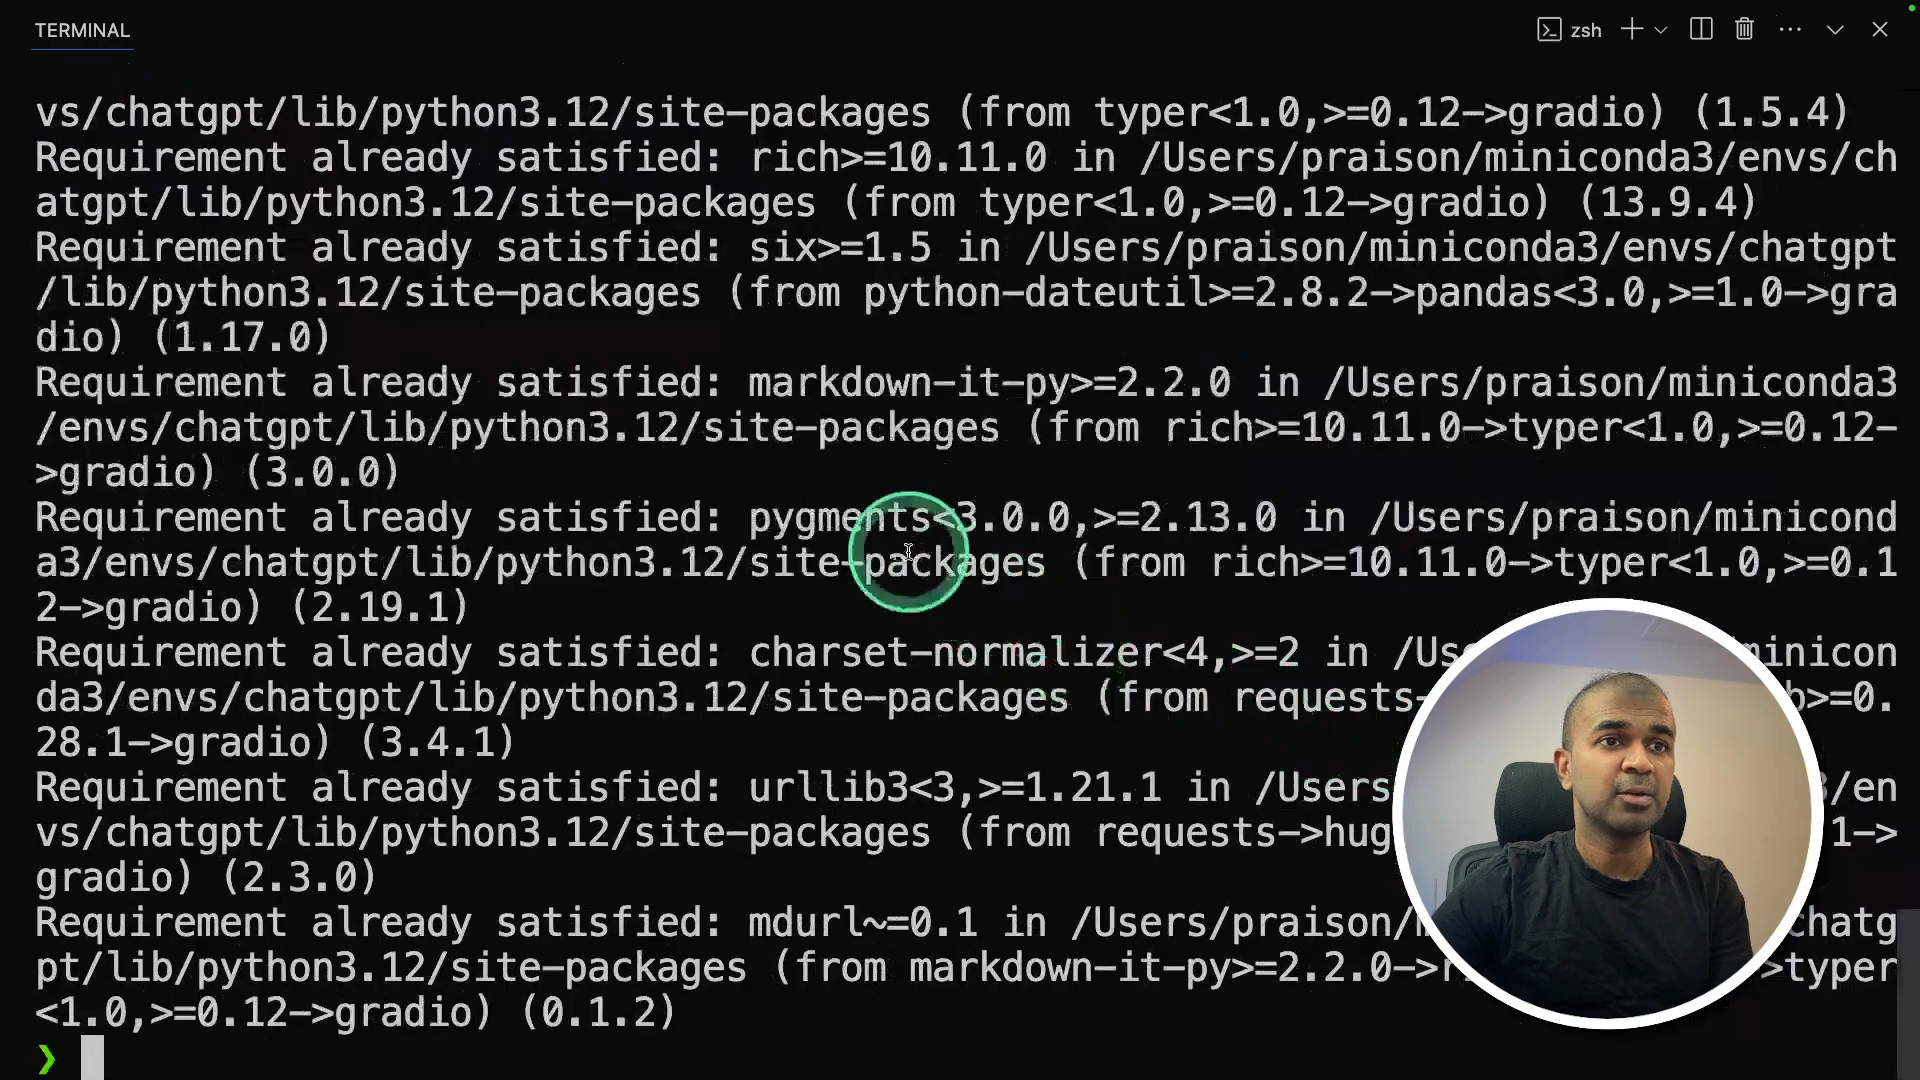 TERMINAL
zsh
vs/chatgpt/lib/python3.12/site-packages (from typer<1.0,>=0.12->gradio) (1.5.4)
Requirement already satisfied: rich>=10.11.0 in /Users/praison/miniconda3/envs/ch
atgpt/lib/python3.12/site-packages (from typer<1.0,>=0.12->gradio) (13.9.4)
Requirement already satisfied: six>=1.5 in /Users/praison/miniconda3/envs/chatgpt
/lib/python3.12/site-packages (from python-dateutil>=2.8.2->pandas<3.0,>=1.0->gra
dio) (1.17.0)
Requirement already satisfied: markdown-it-py>=2.2.0 in /Users/praison/miniconda3
/envs/chatgpt/lib/python3.12/site-packages (from rich>=10.11.0->typer<1.0,>=0.12-
>gradio) (3.0.0)
Requirement already satisfied: pygments<3.0.0,>=2.13.0 in /Users/praison/minicond
a3/envs/chatgpt/lib/python3.12/site-packages (from rich>=10.11.0->typer<1.0,>=0.1
2->gradio) (2.19.1)
Requirement already satisfied: charset-normalizer<4,>=2 in /Us minicon
da3/envs/chatgpt/lib/python3.12/site-packages (from requests- b>=0.
28.1->gradio) (3.4.1)
Requirement already satisfied: urllib3<3,>=1.21.1 in /Users 3/en
vs/chatgpt/lib/python3.12/site-packages (from requests->hug 1->
gradio) (2.3.0)
Requirement already satisfied: mdurl~=0.1 in /Users/praison/ chatg
pt/lib/python3.12/site-packages (from markdown-it-py>=2.2.0->r >typer
<1.0,>=0.12->gradio) (0.1.2)
❯